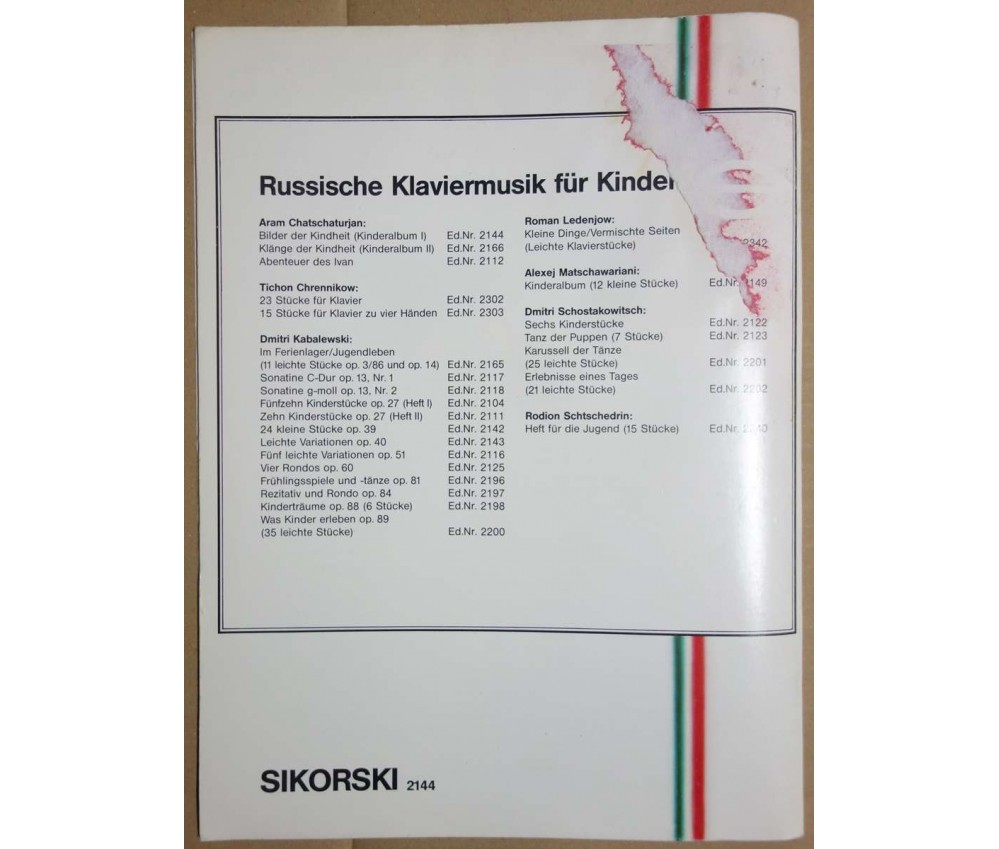 Russische Klaviermusik für Kinder
Aram Chatschaturjan:
Bilder der Kindheit (Kinderalbum I) Ed.Nr. 2144
Klänge der Kindheit (Kinderalbum II) Ed.Nr. 2166
Abenteuer des Ivan Ed.Nr. 2112
Tichon Chrennikow:
23 Stücke für Klavier Ed.Nr. 2302
15 Stücke für Klavier zu vier Händen Ed.Nr. 2303
Dmitri Kabalewski:
Im Ferienlager/Jugendleben
(11 leichte Stücke op. 3/86 und op. 14) Ed.Nr. 2165
Sonatine C-Dur op. 13, Nr. 1 Ed.Nr. 2117
Sonatine g-moll op. 13, Nr. 2 Ed.Nr. 2118
Fünfzehn Kinderstücke op. 27 (Heft I) Ed.Nr. 2104
Zehn Kinderstücke op. 27 (Heft II) Ed.Nr. 2111
24 kleine Stücke op. 39 Ed.Nr. 2142
Leichte Variationen op. 40 Ed.Nr. 2143
Fünf leichte Variationen op. 51 Ed.Nr. 2116
Vier Rondos op. 60 Ed.Nr. 2125
Frühlingsspiele und -tänze op. 81 Ed.Nr. 2196
Rezitativ und Rondo op. 84 Ed.Nr. 2197
Kinderträume op. 88 (6 Stücke) Ed.Nr. 2198
Was Kinder erleben op. 89
(35 leichte Stücke) Ed.Nr. 2200
Roman Ledenjow:
Kleine Dinge/Vermischte Seiten
(Leichte Klavierstücke) 2342
Alexej Matschawariani:
Kinderalbum (12 kleine Stücke) Ed.Nr. 2149
Dmitri Schostakowitsch:
Sechs Kinderstücke Ed.Nr. 2122
Tanz der Puppen (7 Stücke) Ed.Nr. 2123
Karussell der Tänze
(25 leichte Stücke) Ed.Nr. 2201
Erlebnisse eines Tages
(21 leichte Stücke) Ed.Nr. 2202
Rodion Schtschedrin:
Heft für die Jugend (15 Stücke) Ed.Nr.
SIKORSKI 2144